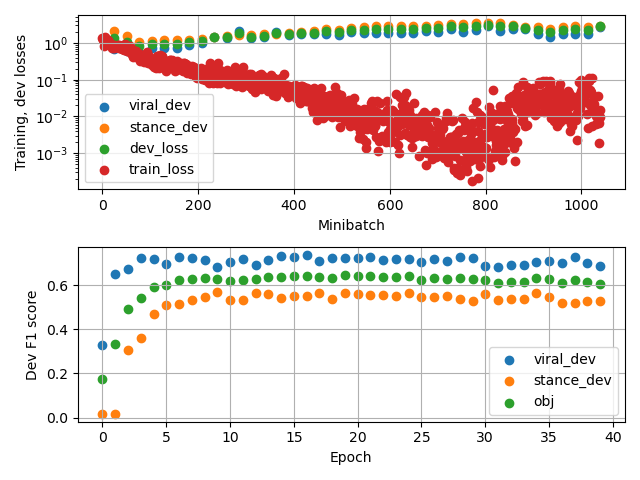 Training, dev losses
10⁰
10⁻¹
10⁻²
10⁻³
viral_dev
stance_dev
dev_loss
train_loss
0 200 400 600 800 1000
Minibatch
Dev F1 score
0.6
0.4
0.2
0.0
viral_dev
stance_dev
obj
0 5 10 15 20 25 30 35 40
Epoch